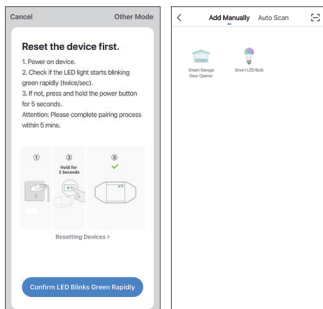 Cancel
Other Mode
Reset the device first.
1. Power on device.
2. Check if the LED light starts blinking
green rapidly (twice/sec).
3. If not, press and hold the power button
for 5 seconds.
Attention: Please complete pairing process
within 5 mins.
①
②
③
Hold for
5 Seconds
Resetting Devices >
Confirm LED Blinks Green Rapidly
Add Manually
Auto Scan
Smart Garage
Door Opener
Smart LED Bulb